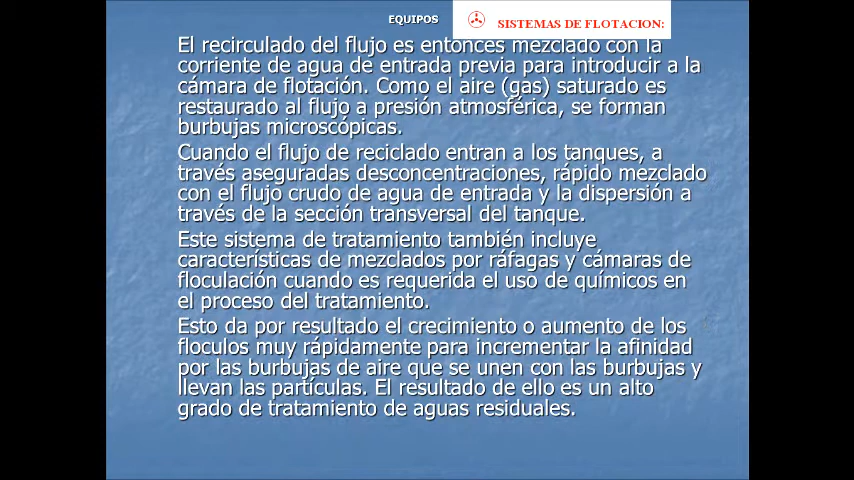 EQUIPOS
SISTEMAS DE FLOTACION:
El recirculado del flujo es entonces mezclado con la
corriente de agua de entrada previa para introducir a la
cámara de flotación. Como el aire (gas) saturado es
restaurado al flujo a presión atmosférica, se forman
burbujas microscópicas.
Cuando el flujo de reciclado entran a los tanques, a
través aseguradas desconcentraciones, rápido mezclado
con el flujo crudo de agua de entrada y la dispersión a
través de la sección transversal del tanque.
Este sistema de tratamiento también incluye
características de mezclados por ráfagas y cámaras de
floculación cuando es requerida el uso de químicos en
el proceso del tratamiento.
Esto da por resultado el crecimiento o aumento de los
floculos muy rápidamente para incrementar la afinidad
por las burbujas de aire que se unen con las burbujas y
llevan las partículas. El resultado de ello es un alto
grado de tratamiento de aguas residuales.